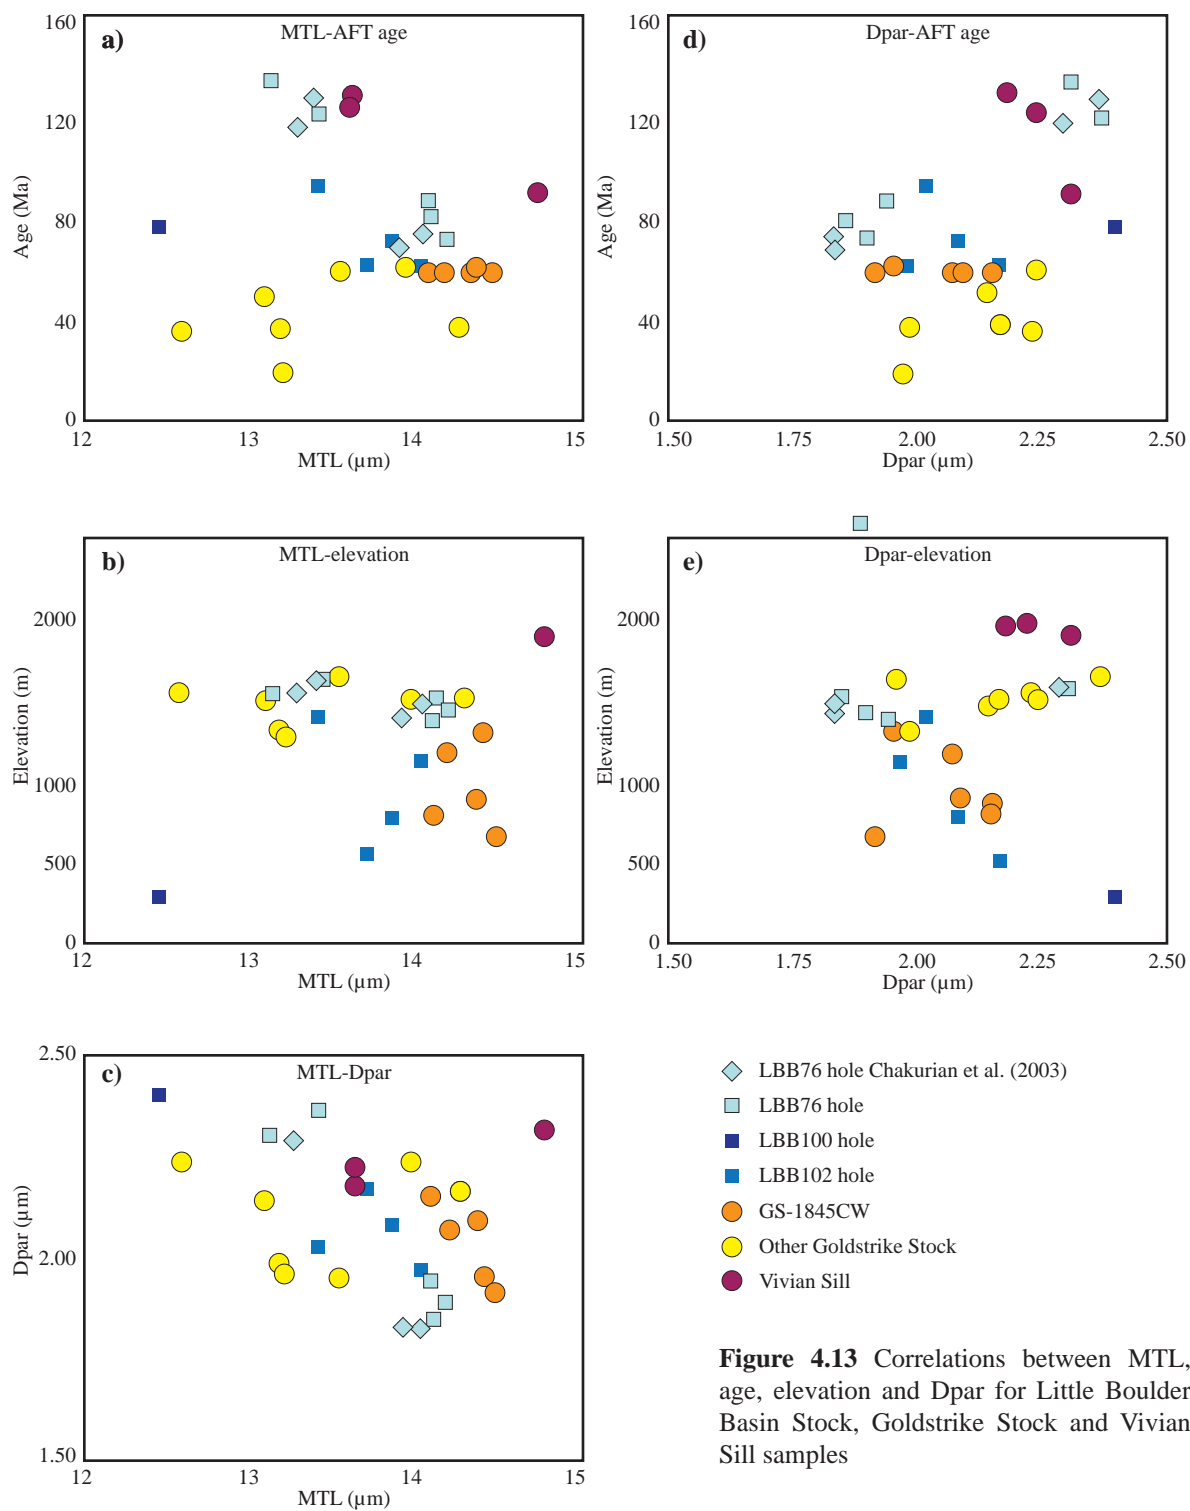 160
a)
MTL-AFT age
120
80
40
0
Age (Ma)
12
13
14
15
MTL (µm)
160
d)
Dpar-AFT age
120
80
40
0
Age (Ma)
1.50
1.75
2.00
2.25
2.50
Dpar (µm)
b)
MTL-elevation
2000
1000
500
0
Elevation (m)
12
13
14
15
MTL (µm)
e)
Dpar-elevation
2000
1000
500
0
Elevation (m)
1.50
1.75
2.00
2.25
2.50
Dpar (µm)
2.50
c)
MTL-Dpar
2.00
1.50
Dpar (µm)
12
13
14
15
MTL (µm)
LBB76 hole Chakurian et al. (2003)
LBB76 hole
LBB100 hole
LBB102 hole
GS-1845CW
Other Goldstrike Stock
Vivian Sill
Figure 4.13 Correlations between MTL,
age, elevation and Dpar for Little Boulder
Basin Stock, Goldstrike Stock and Vivian
Sill samples